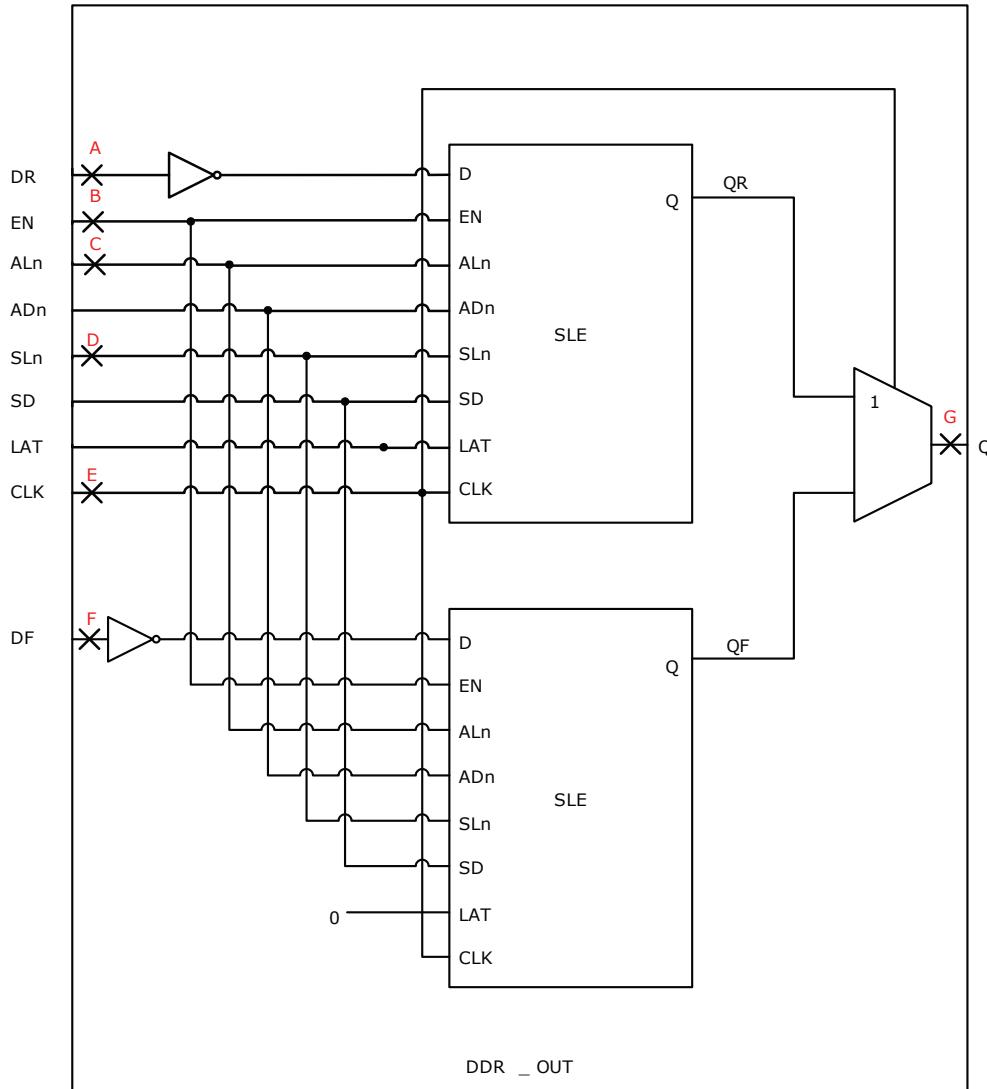 A
DR
D
B
EN
EN
C
ALn
ALn
ADn
ADn
D
SLn
SLn
SD
SD
LAT
LAT
E
CLK
CLK
SLE
Q
QR
1
G
Q
F
DF
D
EN
ALn
ADn
SLn
SD
0
LAT
CLK
SLE
Q
QF
DDR _ OUT